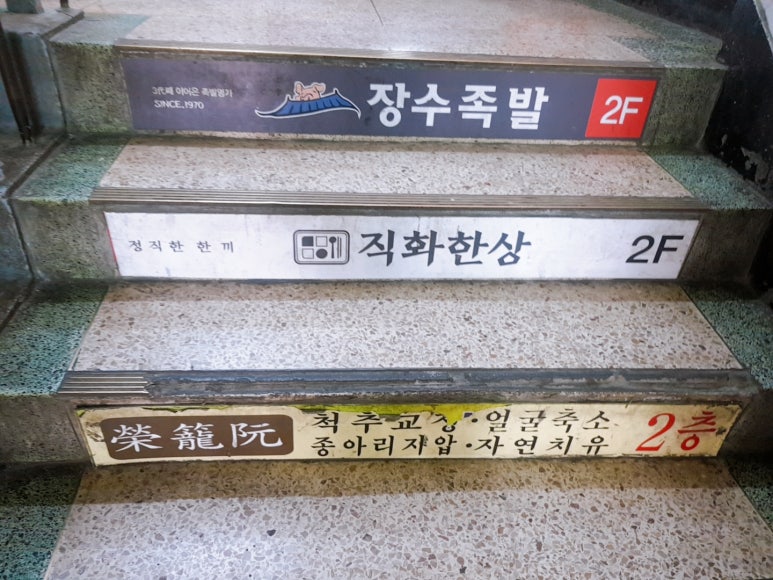 3代째 이어온 족발명가
SINCE.1970
장수족발
2F
정직한 한 끼
직화한상
2F
榮籠阮
척추교정·얼굴축소
종아리지압·자연치유
2층